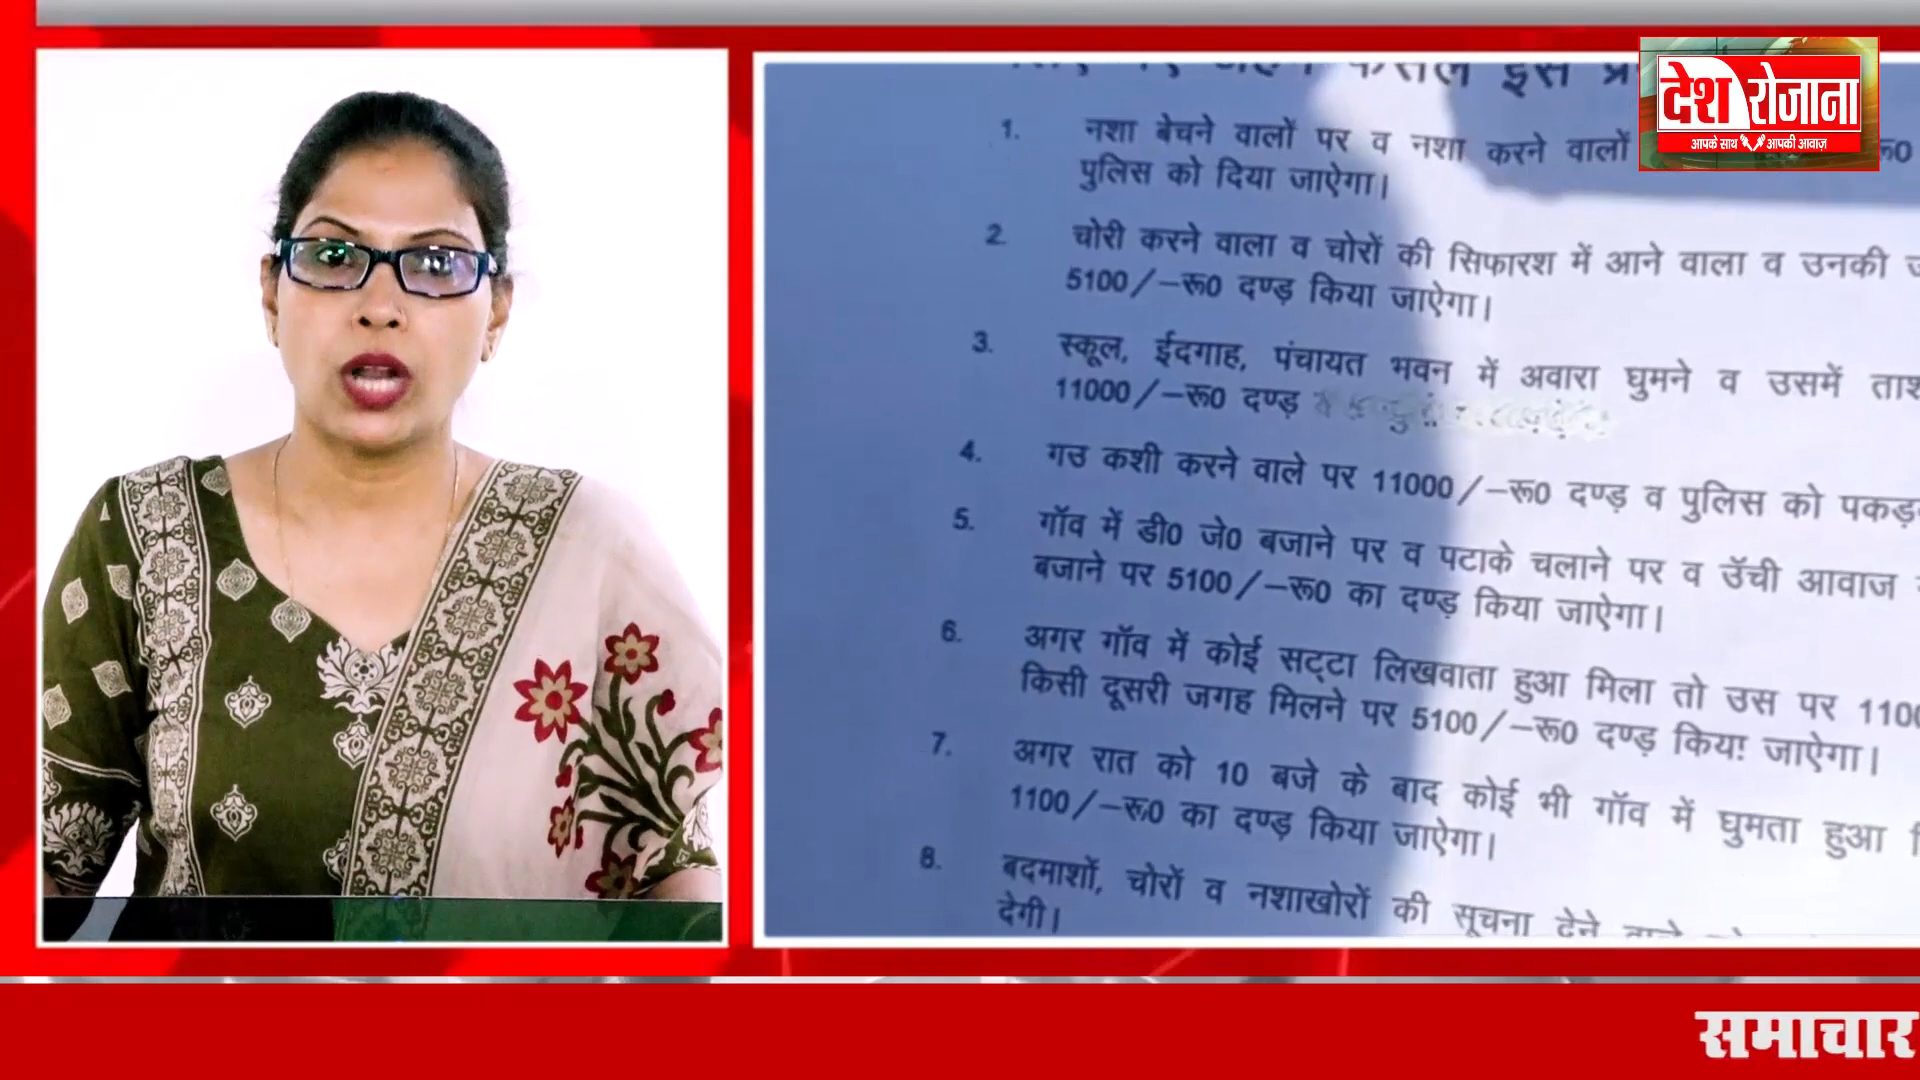 देश रोजाना
आपके साथ आपकी आवाज़
इस
1. नशा बेचने वालों पर व नशा करने वालों
पुलिस को दिया जाऐगा।
2. चोरी करने वाला व चोरों की सिफारश में आने वाला व उनकी
5100/–रू0 दण्ड़ किया जाऐगा।
3. स्कूल, ईदगाह, पंचायत भवन में अवारा घुमने व उसमें
11000/–रू0 दण्ड़
4. गउ कशी करने वाले पर 11000/–रू0 दण्ड़ व पुलिस को
5. गॉव में डी0 जे0 बजाने पर व पटाके चलाने पर व उॅची आवाज
बजाने पर 5100/–रू0 का दण्ड़ किया जाऐगा।
6. अगर गॉव में कोई सट्टा लिखवाता हुआ मिला तो उस पर
किसी दूसरी जगह मिलने पर 5100/–रू0 दण्ड़ किया जाऐगा।
7. अगर रात को 10 बजे के बाद कोई भी गॉव में घुमता हुआ
1100/–रू0 का दण्ड़ किया जाऐगा।
8. बदमाशों, चोरों व नशाखोरों की सूचना देने
देगी।
समाचार